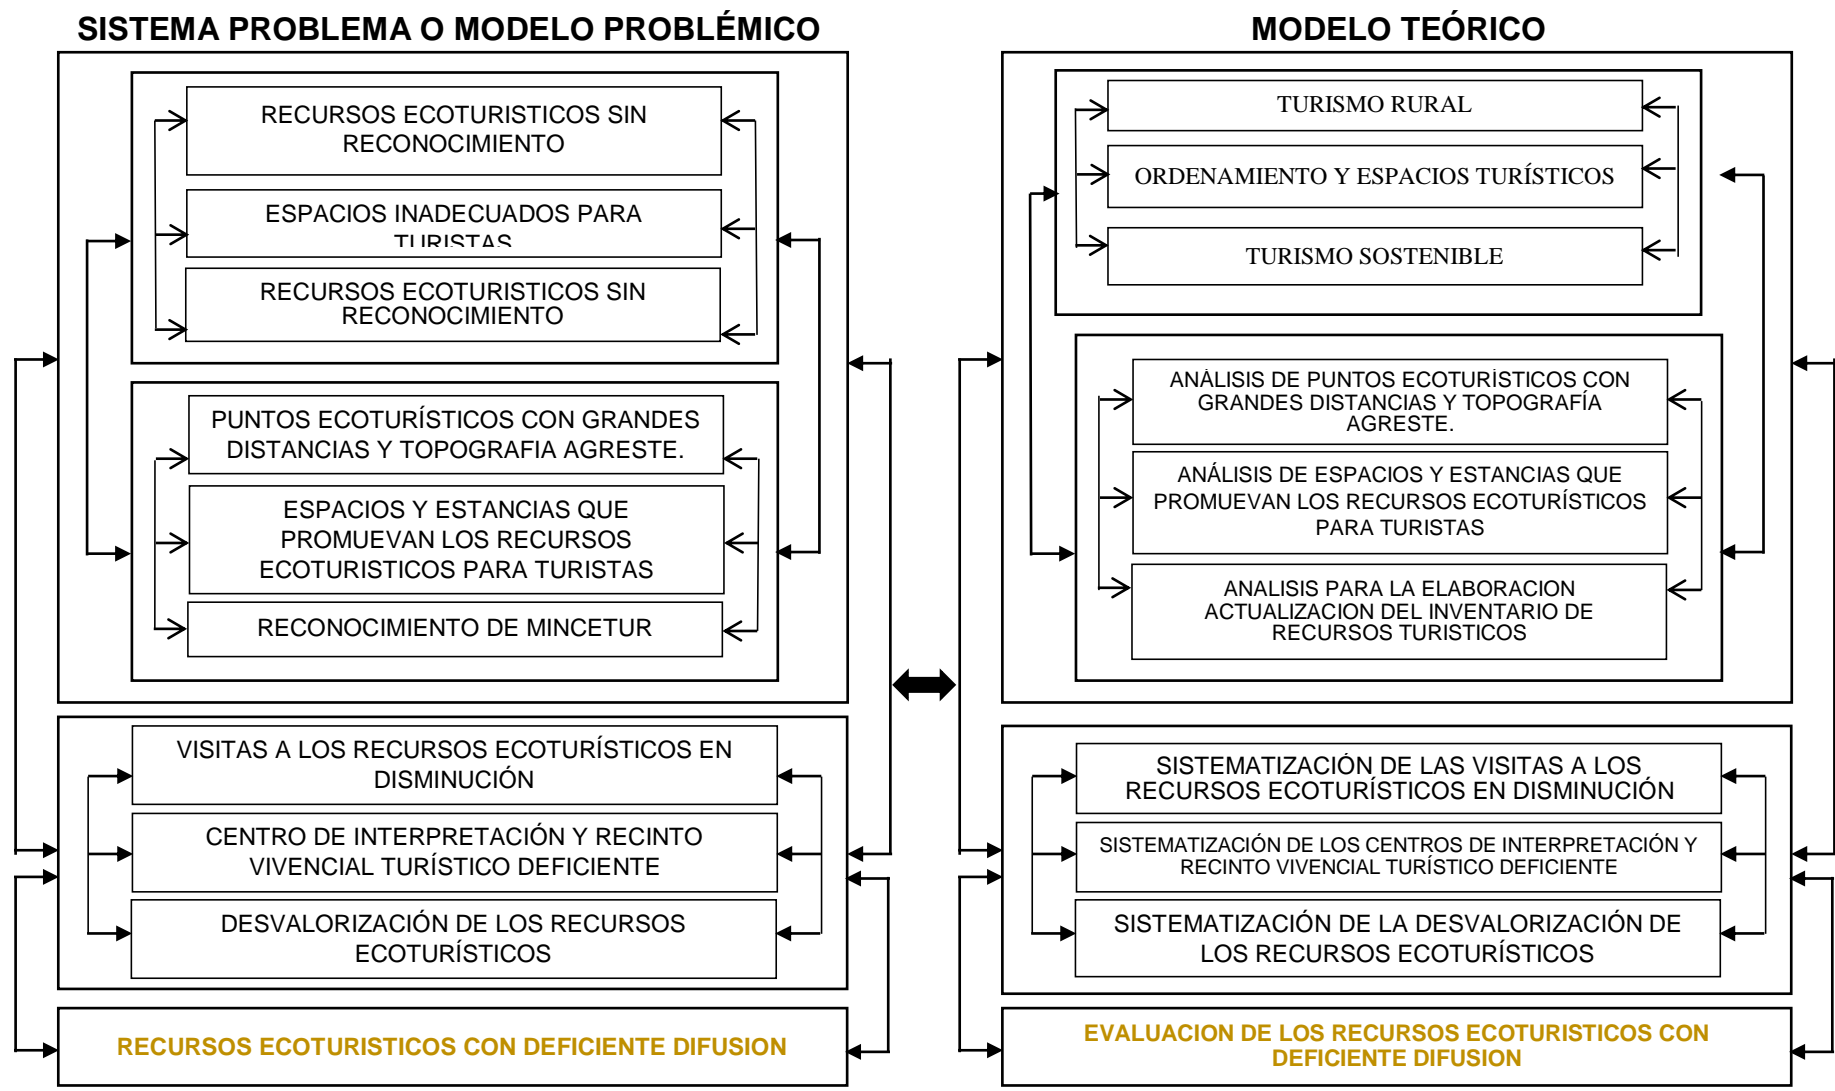 SISTEMA PROBLEMA O MODELO PROBLÉMICO
RECURSOS ECOTURISTICOS SIN
RECONOCIMIENTO
ESPACIOS INADECUADOS PARA
TURISTAS
RECURSOS ECOTURISTICOS SIN
RECONOCIMIENTO
PUNTOS ECOTURÍSTICOS CON GRANDES
DISTANCIAS Y TOPOGRAFIA AGRESTE.
ESPACIOS Y ESTANCIAS QUE
PROMUEVAN LOS RECURSOS
ECOTURISTICOS PARA TURISTAS
RECONOCIMIENTO DE MINCETUR
VISITAS A LOS RECURSOS ECOTURÍSTICOS EN
DISMINUCIÓN
CENTRO DE INTERPRETACIÓN Y RECINTO
VIVENCIAL TURÍSTICO DEFICIENTE
DESVALORIZACIÓN DE LOS RECURSOS
ECOTURÍSTICOS
RECURSOS ECOTURISTICOS CON DEFICIENTE DIFUSION
MODELO TEÓRICO
TURISMO RURAL
ORDENAMIENTO Y ESPACIOS TURÍSTICOS
TURISMO SOSTENIBLE
ANÁLISIS DE PUNTOS ECOTURÍSTICOS CON
GRANDES DISTANCIAS Y TOPOGRAFÍA
AGRESTE.
ANÁLISIS DE ESPACIOS Y ESTANCIAS QUE
PROMUEVAN LOS RECURSOS ECOTURÍSTICOS
PARA TURISTAS
ANALISIS PARA LA ELABORACION
ACTUALIZACION DEL INVENTARIO DE
RECURSOS TURISTICOS
SISTEMATIZACIÓN DE LAS VISITAS A LOS
RECURSOS ECOTURÍSTICOS EN DISMINUCIÓN
SISTEMATIZACIÓN DE LOS CENTROS DE INTERPRETACIÓN Y
RECINTO VIVENCIAL TURÍSTICO DEFICIENTE
SISTEMATIZACIÓN DE LA DESVALORIZACIÓN DE
LOS RECURSOS ECOTURÍSTICOS
EVALUACION DE LOS RECURSOS ECOTURISTICOS CON
DEFICIENTE DIFUSION